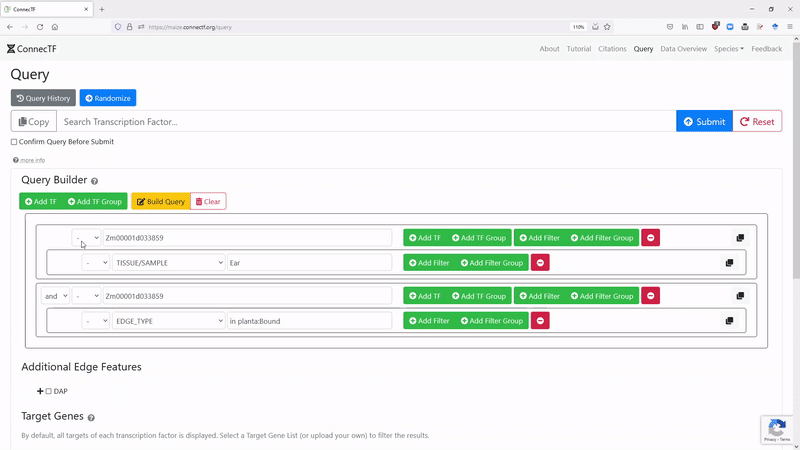 ConnecTF
https://maize.connectf.org/query
110%
ConnecTF
About Tutorial Citations Query Data Overview Species Feedback
Query
Query History Randomize
Copy Search Transcription Factor... Submit Reset
Confirm Query Before Submit
more info
Query Builder
Add TF Add TF Group Build Query Clear
- Zm00001d033859 Add TF Add TF Group Add Filter Add Filter Group
- TISSUE/SAMPLE Ear Add Filter Add Filter Group
and - Zm00001d033859 Add TF Add TF Group Add Filter Add Filter Group
- EDGE_TYPE in planta:Bound Add Filter Add Filter Group
Additional Edge Features
DAP
Target Genes
By default, all targets of each transcription factor is displayed. Select a Target Gene List (or upload your own) to filter the results.
Privacy - Terms